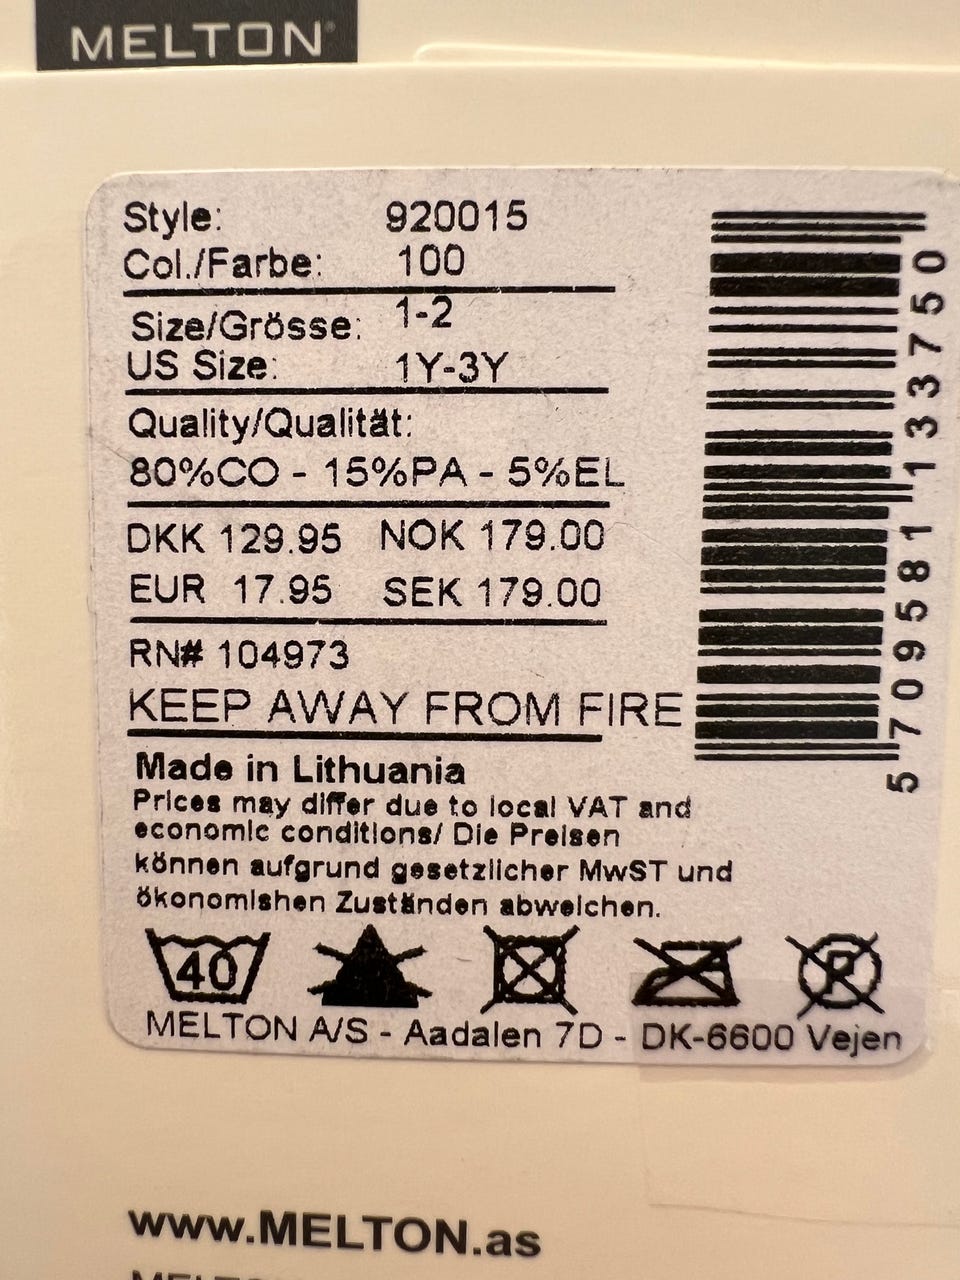 MELTON®
Style: 920015
Col./Farbe: 100
Size/Grösse: 1-2
US Size: 1Y-3Y
Quality/Qualität:
80%CO - 15%PA - 5%EL
DKK 129.95 NOK 179.00
EUR 17.95 SEK 179.00
RN# 104973
KEEP AWAY FROM FIRE
Made in Lithuania
Prices may differ due to local VAT and
economic conditions/ Die Preisen
können aufgrund gesetzlicher MwST und
ökonomishen Zuständen abweichen.
40
P
MELTON A/S - Aadalen 7D - DK-6600 Vejen
5 709581 133750
www.MELTON.as